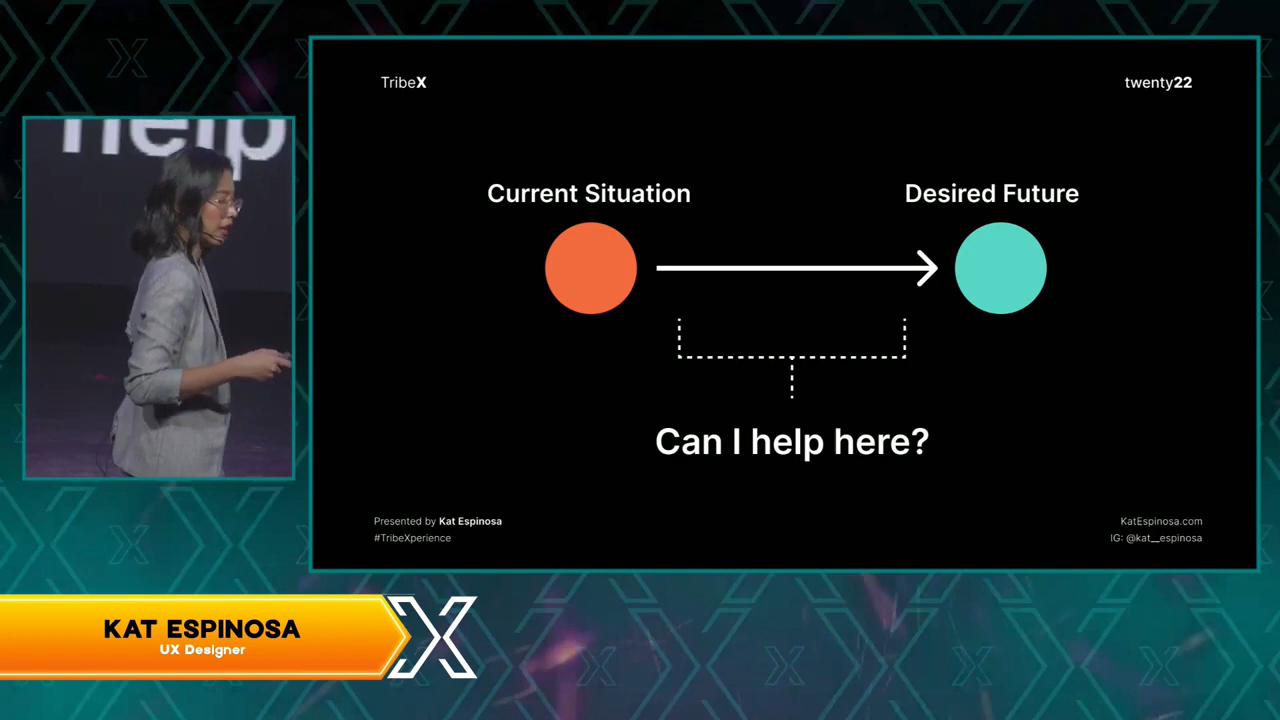 help
TribeX
twenty22
Current Situation
Desired Future
Can I help here?
Presented by Kat Espinosa
#TribeXperience
KatEspinosa.com
IG: @kat__espinosa
KAT ESPINOSA
UX Designer
X